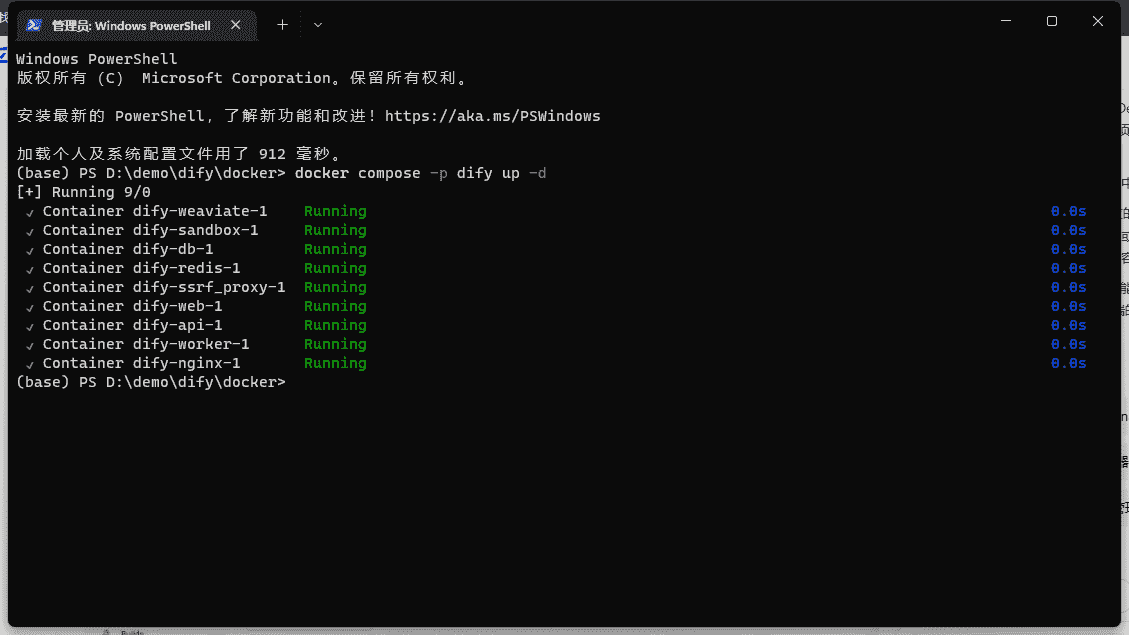 管理员: Windows PowerShell
Windows PowerShell
版权所有 (C) Microsoft Corporation。保留所有权利。
安装最新的 PowerShell，了解新功能和改进！https://aka.ms/PSWindows
加载个人及系统配置文件用了 912 毫秒。
(base) PS D:\demo\dify\docker> docker compose -p dify up -d
[+] Running 9/0
✓ Container dify-weaviate-1 Running 0.0s
✓ Container dify-sandbox-1 Running 0.0s
✓ Container dify-db-1 Running 0.0s
✓ Container dify-redis-1 Running 0.0s
✓ Container dify-ssrf_proxy-1 Running 0.0s
✓ Container dify-web-1 Running 0.0s
✓ Container dify-api-1 Running 0.0s
✓ Container dify-worker-1 Running 0.0s
✓ Container dify-nginx-1 Running 0.0s
(base) PS D:\demo\dify\docker>